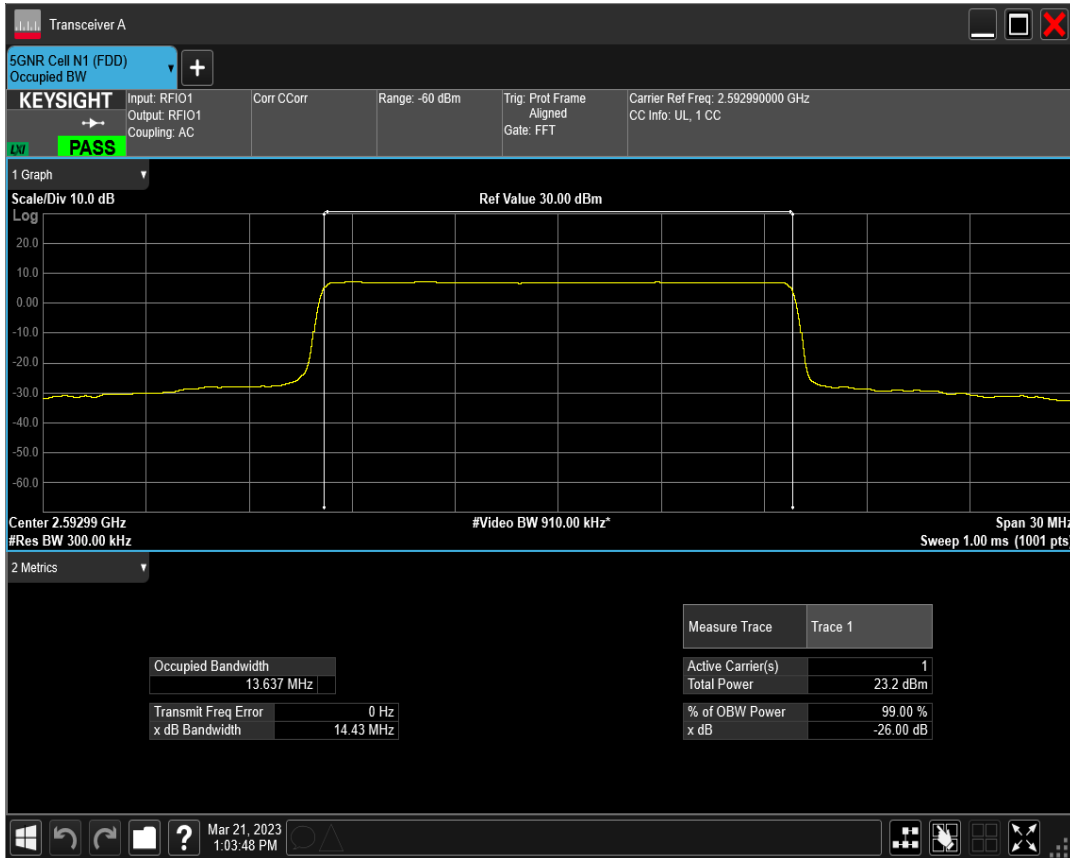 Transceiver A
5GNR Cell N1 (FDD)
Occupied BW
+
KEYSIGHT
LXI
PASS
Input: RFIO1
Output: RFIO1
Coupling: AC
Corr CCorr
Range: -60 dBm
Trig: Prot Frame
Aligned
Gate: FFT
Carrier Ref Freq: 2.592990000 GHz
CC Info: UL, 1 CC
1 Graph
Scale/Div 10.0 dB
Ref Value 30.00 dBm
Log
20.0
10.0
0.00
-10.0
-20.0
-30.0
-40.0
-50.0
-60.0
Center 2.59299 GHz
#Video BW 910.00 kHz*
Span 30 MHz
#Res BW 300.00 kHz
Sweep 1.00 ms (1001 pts)
2 Metrics
Measure Trace Trace 1
Occupied Bandwidth
13.637 MHz
Active Carrier(s) 1
Total Power 23.2 dBm
Transmit Freq Error 0 Hz
x dB Bandwidth 14.43 MHz
% of OBW Power 99.00 %
x dB -26.00 dB
?
Mar 21, 2023
1:03:48 PM